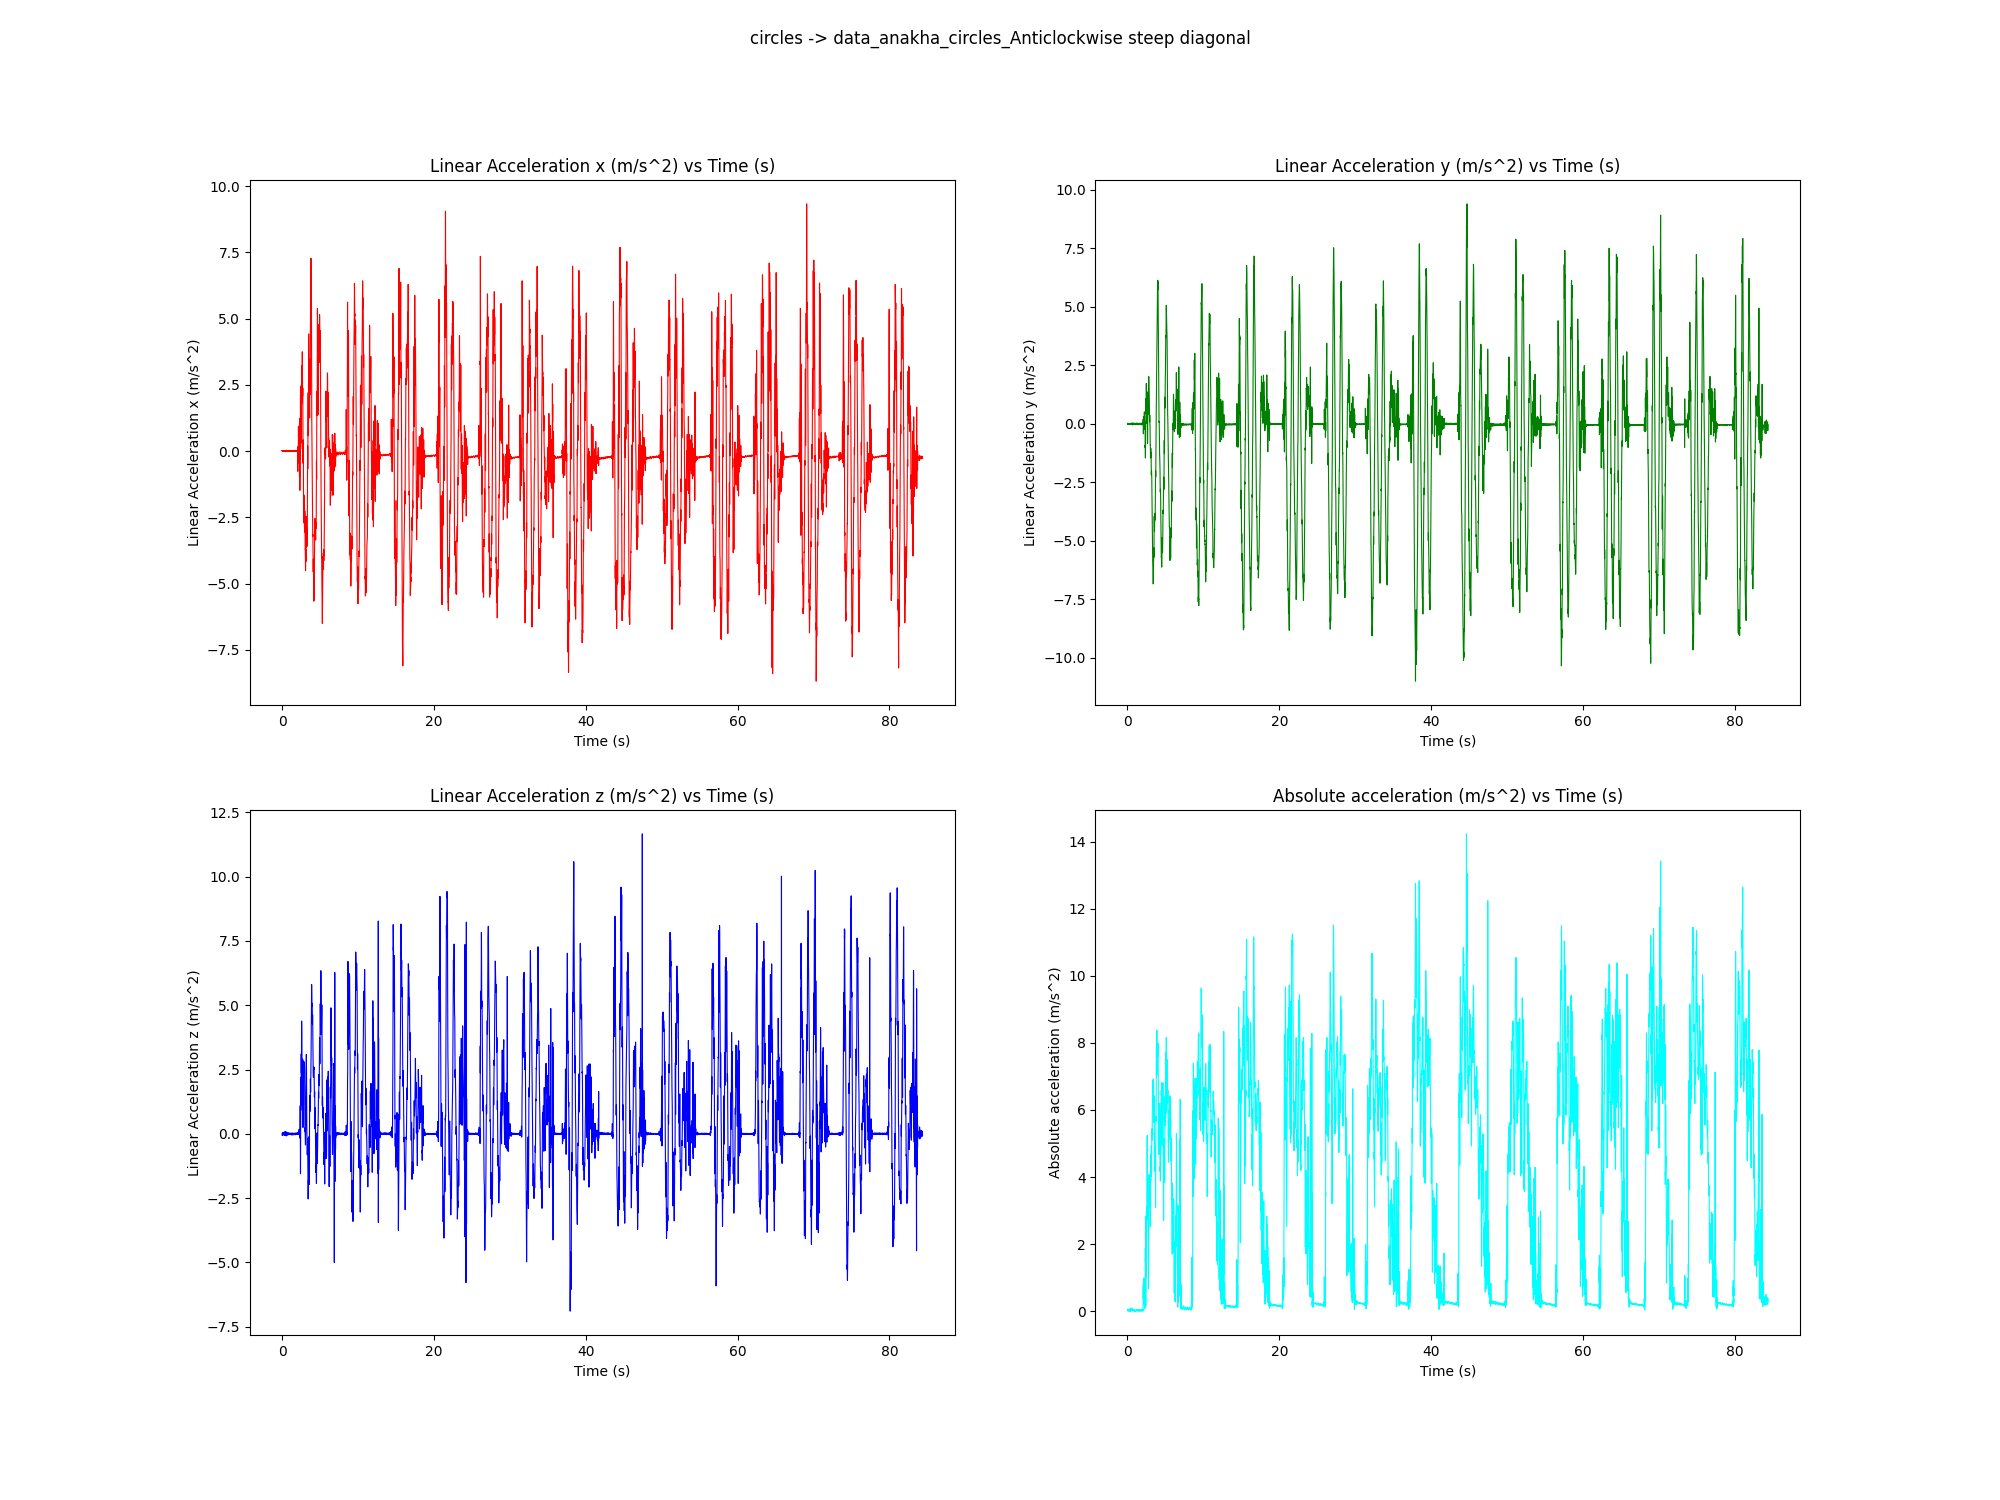 circles -> data_anakha_circles_Anticlockwise steep diagonal
Linear Acceleration x (m/s^2) vs Time (s)
Linear Acceleration x (m/s^2)
10.0
7.5
5.0
2.5
0.0
−2.5
−5.0
−7.5
0 20 40 60 80
Time (s)
Linear Acceleration y (m/s^2) vs Time (s)
Linear Acceleration y (m/s^2)
10.0
7.5
5.0
2.5
0.0
−2.5
−5.0
−7.5
−10.0
0 20 40 60 80
Time (s)
Linear Acceleration z (m/s^2) vs Time (s)
Linear Acceleration z (m/s^2)
12.5
10.0
7.5
5.0
2.5
0.0
−2.5
−5.0
−7.5
0 20 40 60 80
Time (s)
Absolute acceleration (m/s^2) vs Time (s)
Absolute acceleration (m/s^2)
14
12
10
8
6
4
2
0
0 20 40 60 80
Time (s)